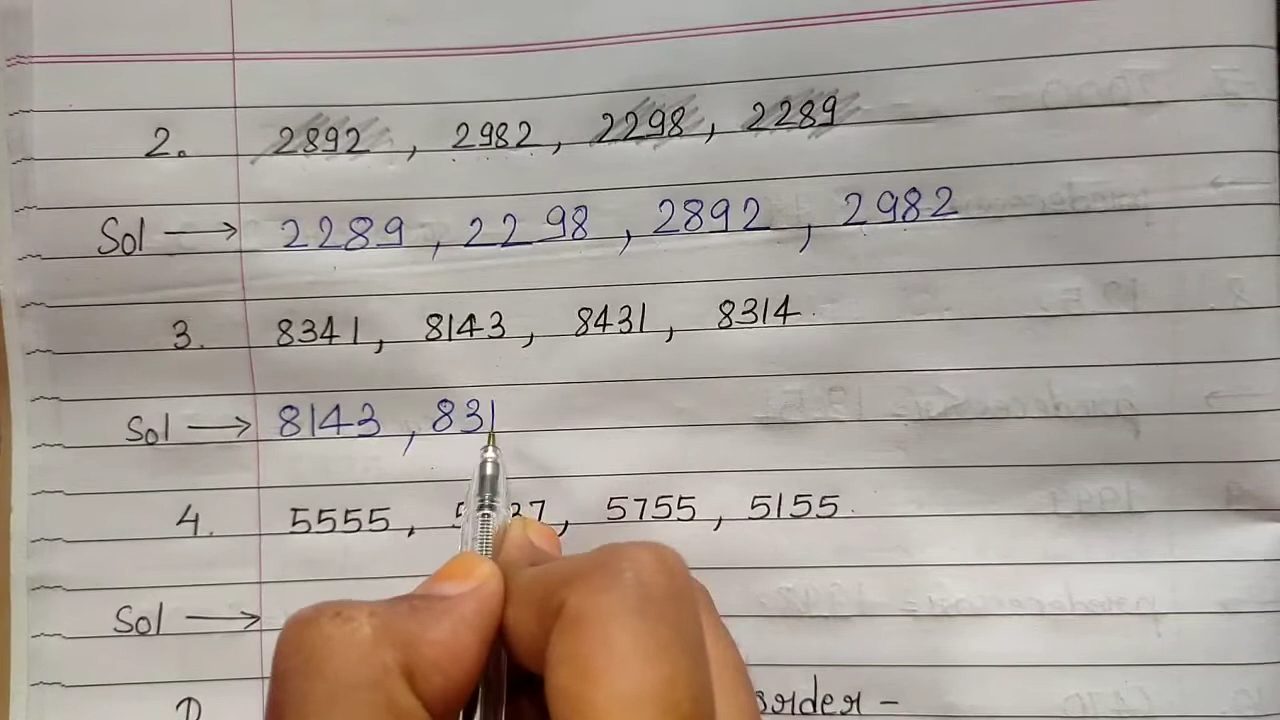 2. 2892, 2982, 2298, 2289
Sol → 2289, 2298, 2892, 2982
3. 8341, 8143, 8431, 8314.
Sol → 8143, 831
4. 5555, 5755, 5155.
Sol →
order -